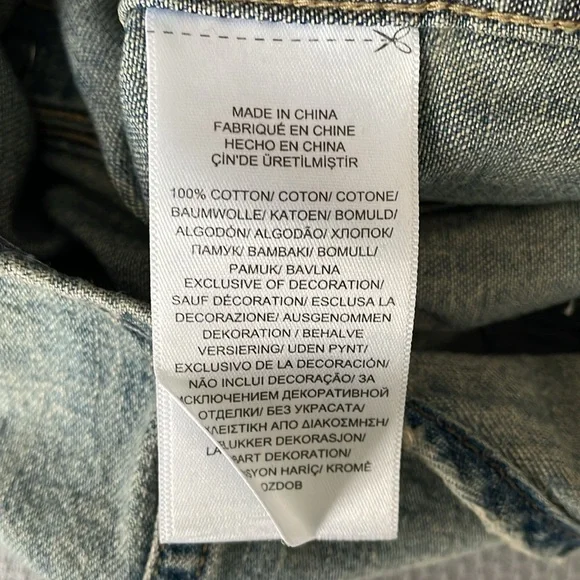 MADE IN CHINA
FABRIQUÉ EN CHINE
HECHO EN CHINA
ÇİN'DE ÜRETİLMİŞTİR
100% COTTON/ COTON/ COTONE/
BAUMWOLLE/ KATOEN/ BOMULD/
ALGODÓN/ ALGODÃO/ ХЛОПОК/
ПАМУК/ ΒΑΜΒΑΚΙ/ BOMULL/
PAMUK/ BAVLNA
EXCLUSIVE OF DECORATION/
SAUF DÉCORATION/ ESCLUSA LA
DECORAZIONE/ AUSGENOMMEN
DEKORATION / BEHALVE
VERSIERING/ UDEN PYNT/
EXCLUSIVO DE LA DECORACIÓN/
NÃO INCLUI DECORAÇÃO/ ЗА
ИСКЛЮЧЕНИЕМ ДЕКОРАТИВНОЙ
ОТДЕЛКИ/ БЕЗ УКРАСАТА/
ΑΠΟ ΔΙΑΚΟΣΜΗΣΗ/
DEKORASJON/
DEKORATION/
HARİÇ/ KROMĚ
OZDOB